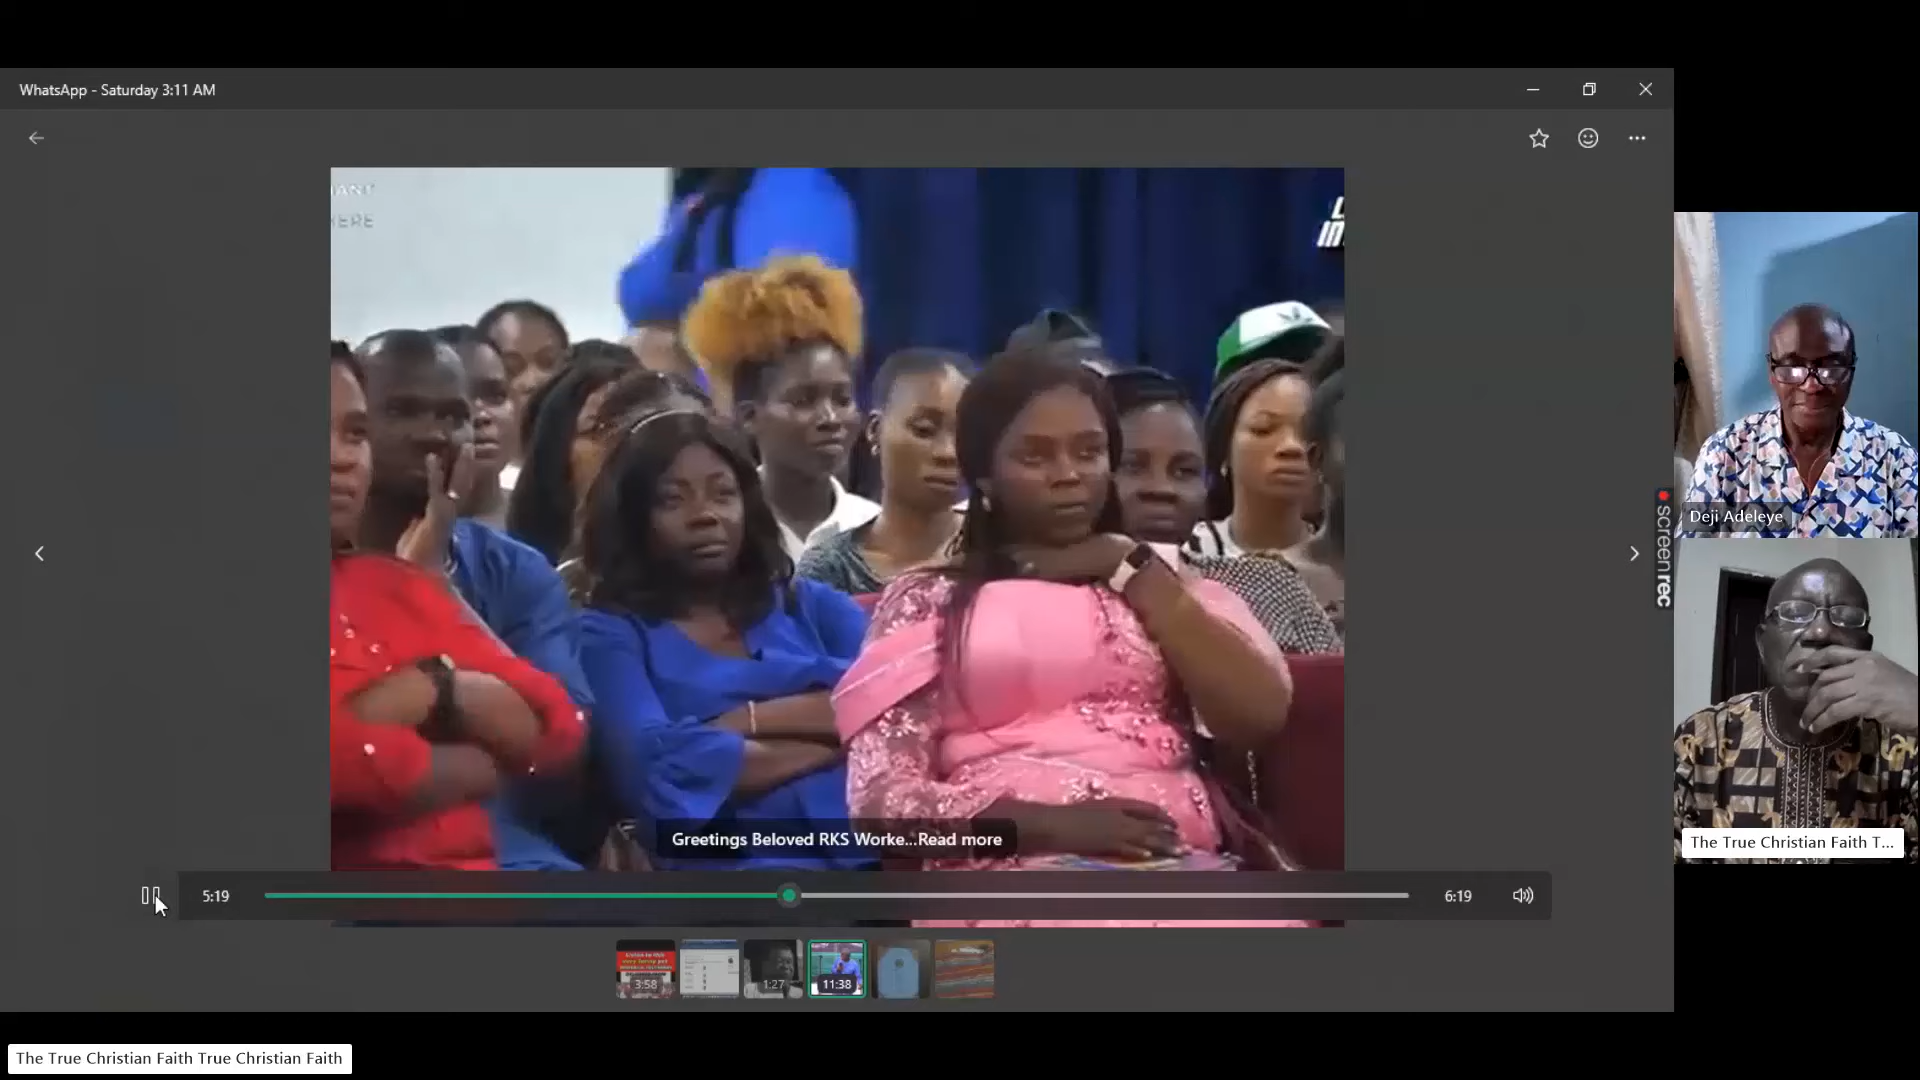 WhatsApp - Saturday 3:11 AM
Greetings Beloved RKS Worke...Read more
5:19
6:19
3:58
1:27
11:38
Deji Adeleye
screenrec
The True Christian Faith T...
The True Christian Faith True Christian Faith